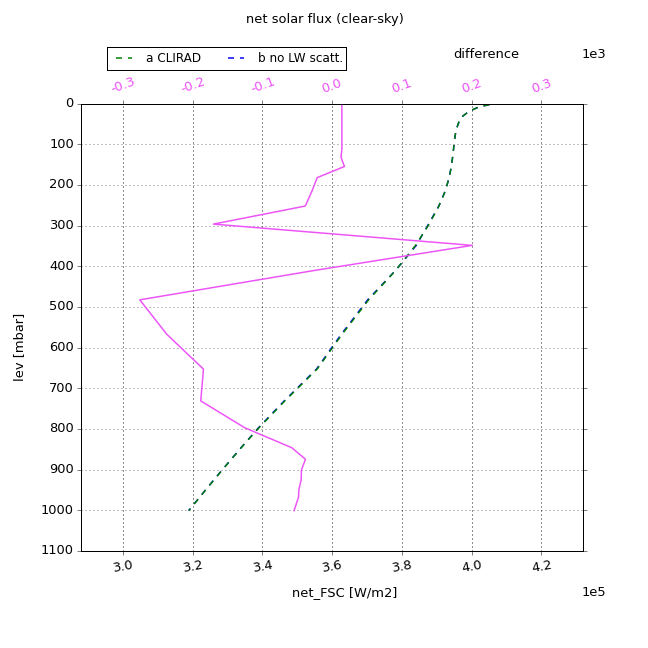 net solar flux (clear-sky)
a CLIRAD
b no LW scatt.
difference
1e3
-0.3 -0.2 -0.1 0.0 0.1 0.2 0.3
0
100
200
300
400
500
600
700
800
900
1000
1100
lev [mbar]
3.0 3.2 3.4 3.6 3.8 4.0 4.2
net_FSC [W/m2]
1e5